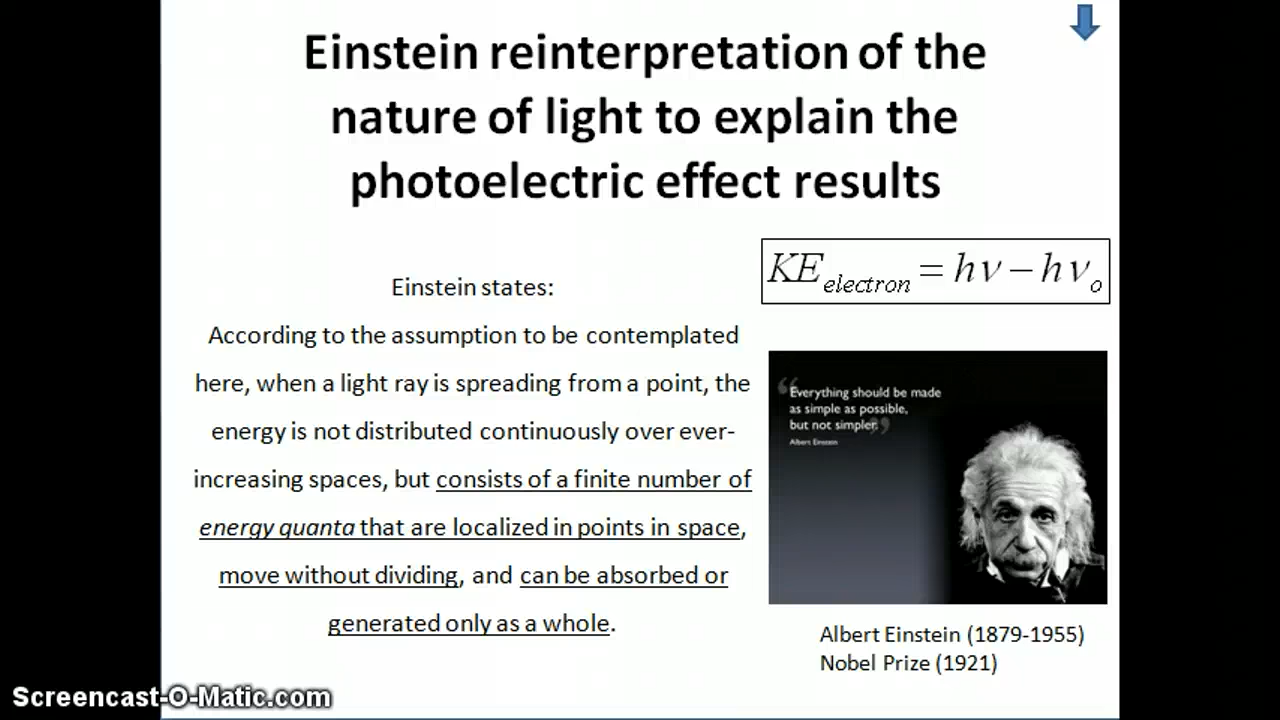 Einstein reinterpretation of the
nature of light to explain the
photoelectric effect results
KE electron = hν – hν o
Einstein states:
According to the assumption to be contemplated
here, when a light ray is spreading from a point, the
energy is not distributed continuously over ever-
increasing spaces, but consists of a finite number of
energy quanta that are localized in points in space,
move without dividing, and can be absorbed or
generated only as a whole.
“Everything should be made
as simple as possible,
but not simpler.”
Albert Einstein
Albert Einstein (1879-1955)
Nobel Prize (1921)
Screencast-O-Matic.com